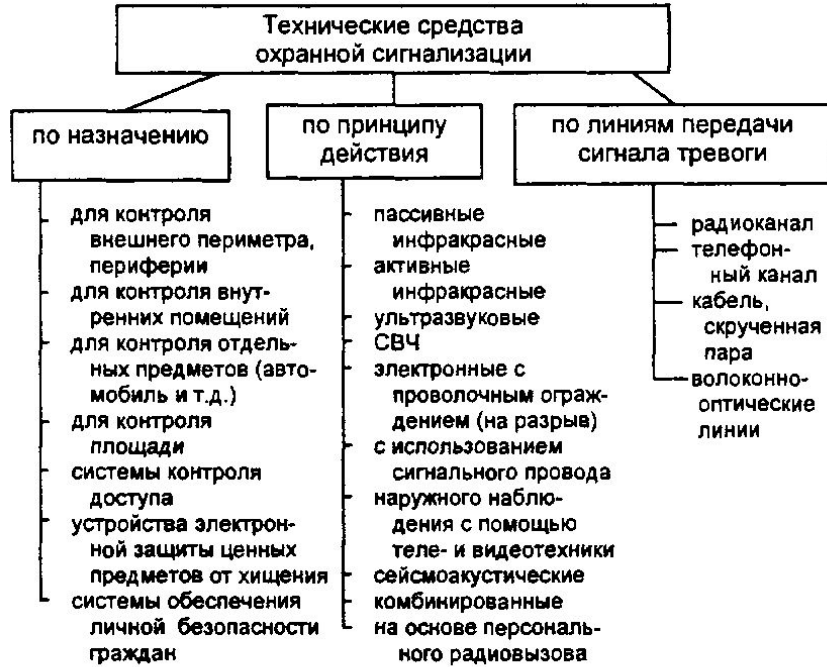 Технические средства
охранной сигнализации
по назначению
для контроля
внешнего периметра,
периферии
для контроля внут-
ренних помещений
для контроля отдель-
ных предметов (авто-
мобиль и т.д.)
для контроля
площади
системы контроля
доступа
устройства электрон-
ной защиты ценных
предметов от хищения
системы обеспечения
личной безопасности
граждан
по принципу
действия
пассивные
инфракрасные
активные
инфракрасные
ультразвуковые
СВЧ
электронные с
проволочным ограж-
дением (на разрыв)
с использованием
сигнального провода
наружного наблю-
дения с помощью
теле- и видеотехники
сейсмоакустические
комбинированные
на основе персональ-
ного радиовызова
по линиям передачи
сигнала тревоги
радиоканал
телефон-
ный канал
кабель,
скрученная
пара
волоконно-
оптические
линии